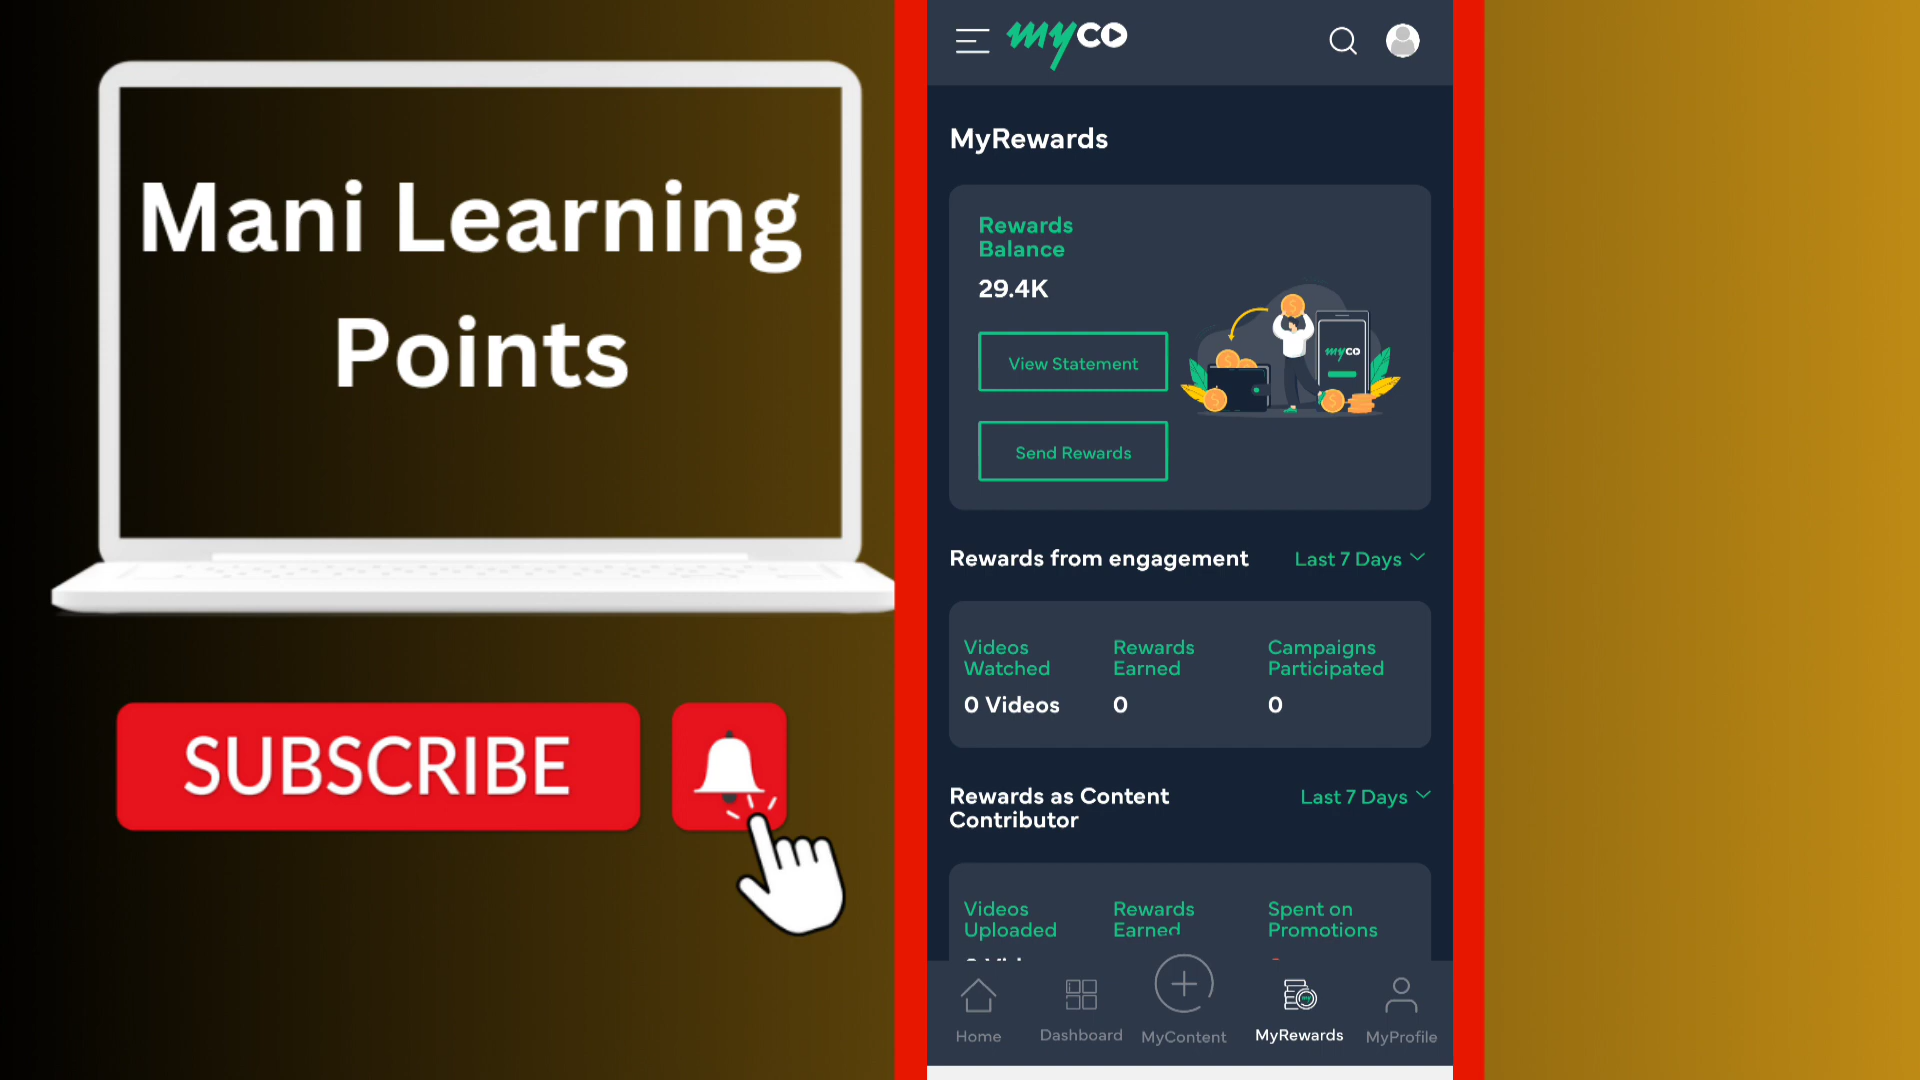 Mani Learning
Points
SUBSCRIBE
myco
MyRewards
Rewards
Balance
29.4K
View Statement
Send Rewards
myco
Rewards from engagement
Last 7 Days
Videos
Watched
Rewards
Earned
Campaigns
Participated
0 Videos
0
0
Rewards as Content
Contributor
Last 7 Days
Videos
Uploaded
Rewards
Earned
Spent on
Promotions
Home
Dashboard
MyContent
MyRewards
MyProfile